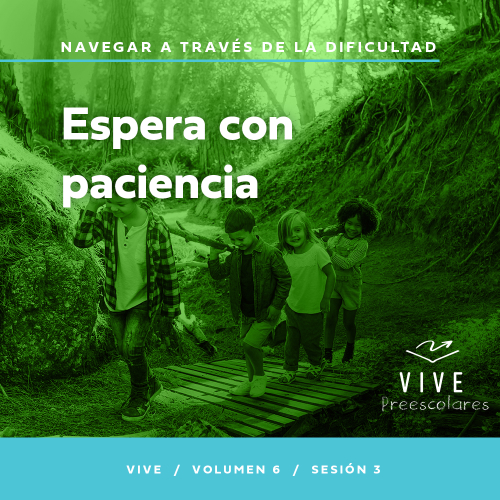 NAVEGAR A TRAVÉS DE LA DIFICULTAD
Espera con
paciencia
VIVE
Preescolares
VIVE / VOLUMEN 6 / SESIÓN 3